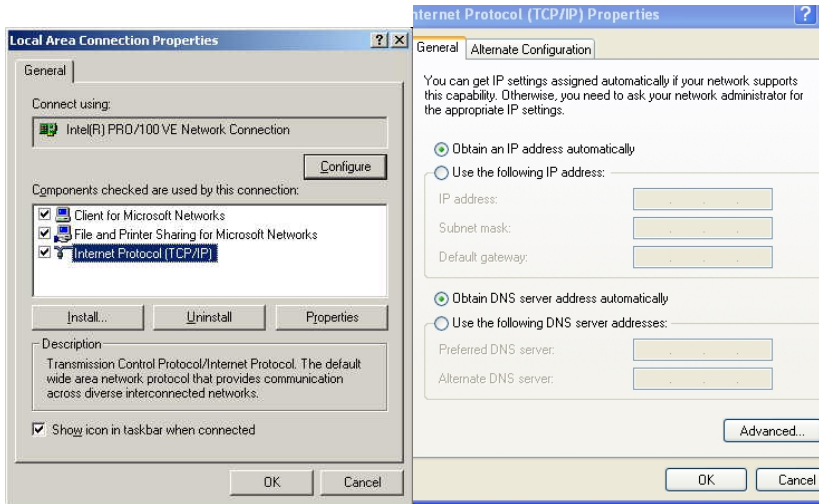 Local Area Connection Properties
General
Connect using:
Intel(R) PRO/100 VE Network Connection
Configure
Components checked are used by this connection:
Client for Microsoft Networks
File and Printer Sharing for Microsoft Networks
Internet Protocol (TCP/IP)
Install...
Uninstall
Properties
Description
Transmission Control Protocol/Internet Protocol. The default
wide area network protocol that provides communication
across diverse interconnected networks.
Show icon in taskbar when connected
OK
Cancel
nternet Protocol (TCP/IP) Properties
General
Alternate Configuration
You can get IP settings assigned automatically if your network supports
this capability. Otherwise, you need to ask your network administrator for
the appropriate IP settings.
Obtain an IP address automatically
Use the following IP address:
IP address:
Subnet mask:
Default gateway:
Obtain DNS server address automatically
Use the following DNS server addresses:
Preferred DNS server:
Alternate DNS server:
Advanced...
OK
Cancel